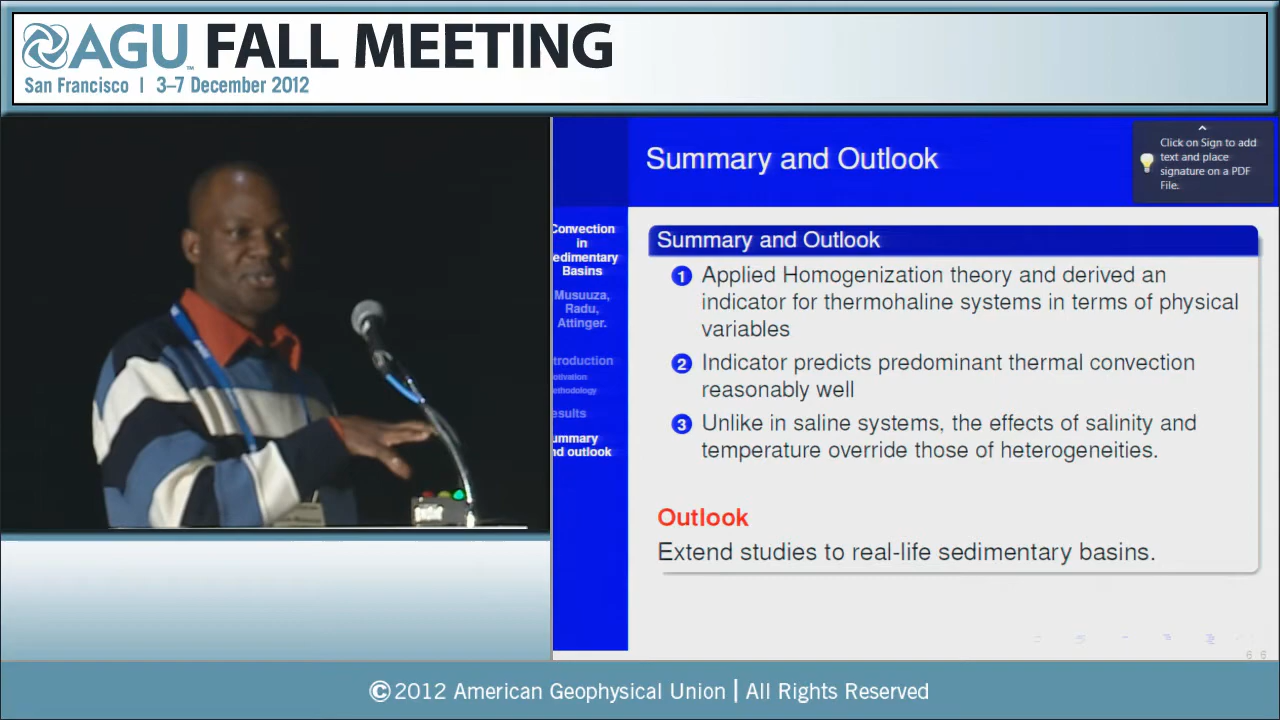 AGU FALL MEETING
San Francisco | 3–7 December 2012
Summary and Outlook
Click on Sign to add
text and place
signature on a PDF
File.
Convection
in
edimentary
Basins
Musuuza,
Radu,
Attinger.
troduction
otivation
ethodology
esults
ummary
nd outlook
Summary and Outlook
1 Applied Homogenization theory and derived an
indicator for thermohaline systems in terms of physical
variables
2 Indicator predicts predominant thermal convection
reasonably well
3 Unlike in saline systems, the effects of salinity and
temperature override those of heterogeneities.
Outlook
Extend studies to real-life sedimentary basins.
6 6
©2012 American Geophysical Union | All Rights Reserved